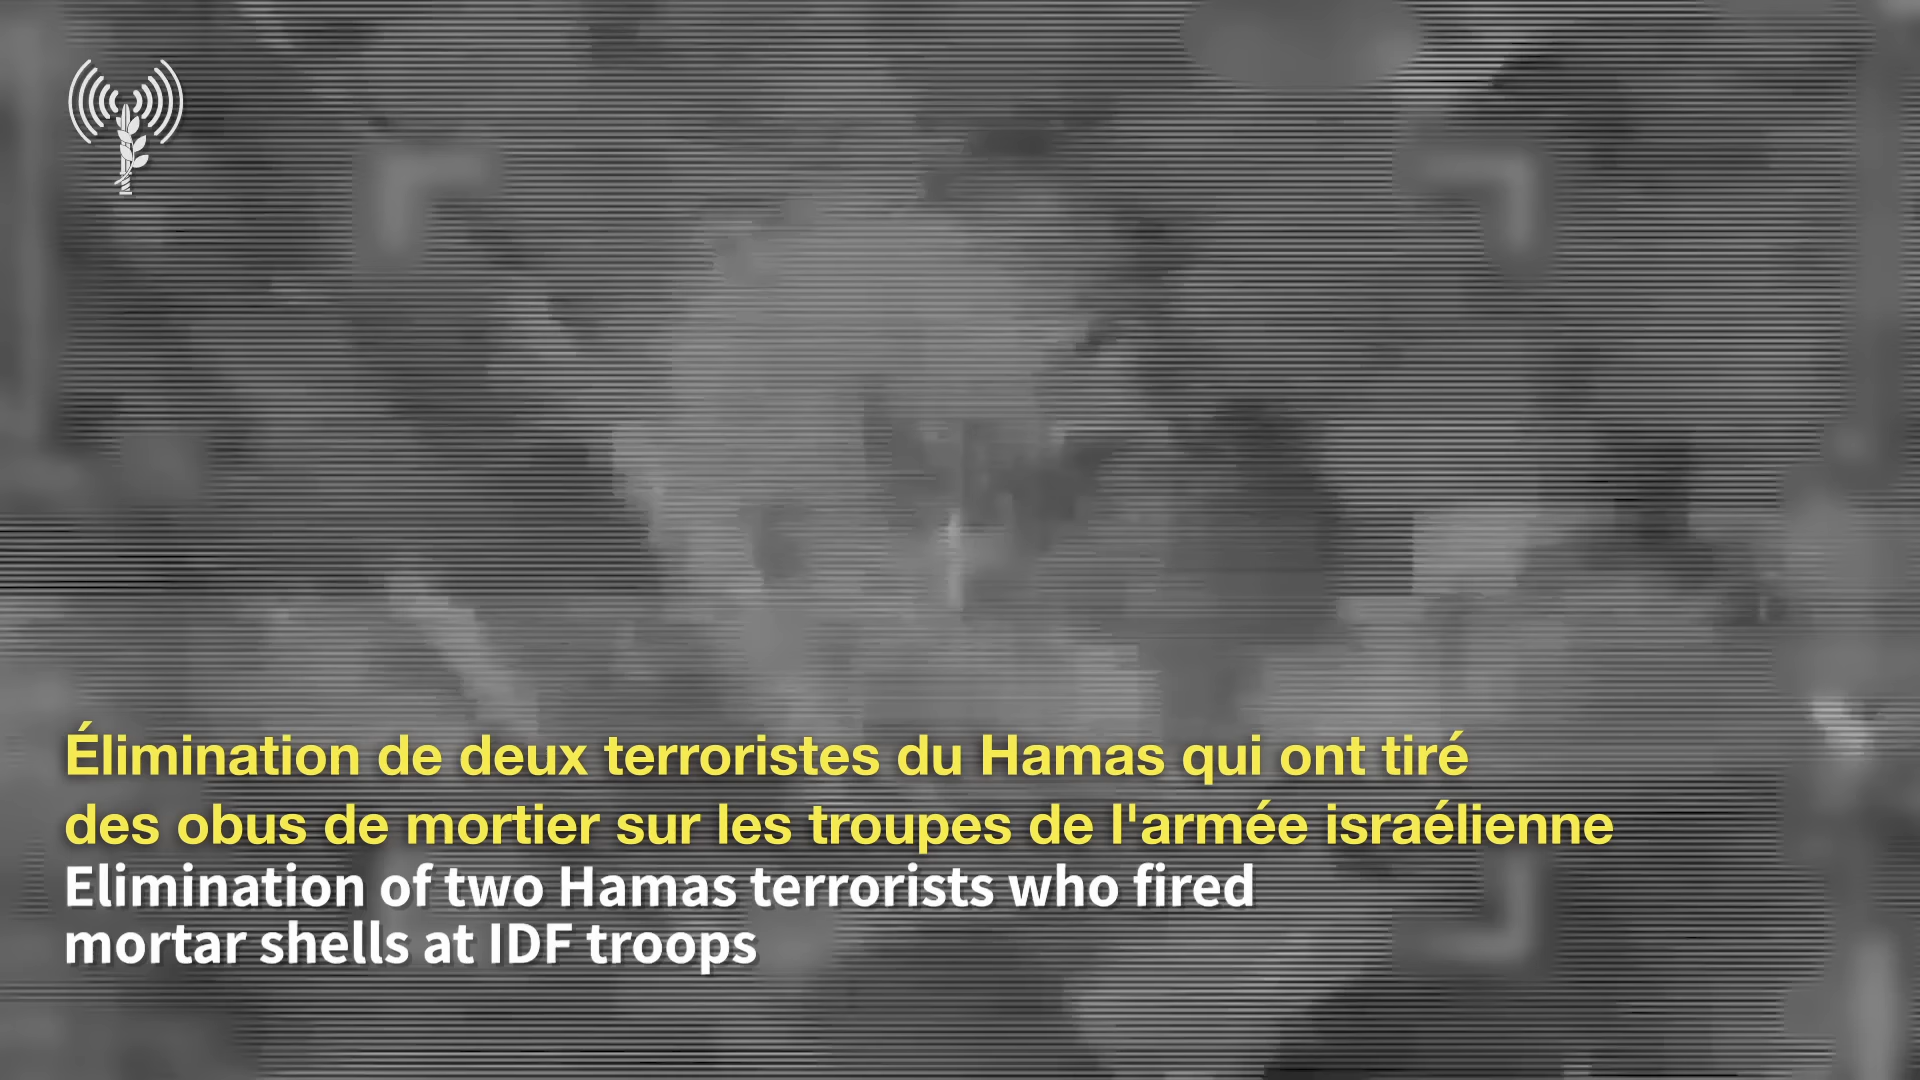 Élimination de deux terroristes du Hamas qui ont tiré
des obus de mortier sur les troupes de l'armée israélienne
Elimination of two Hamas terrorists who fired
mortar shells at IDF troops